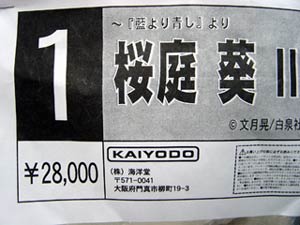 1
～『藍より青し』より
桜庭 葵 II
©文月晃/白泉社
¥28,000
KAIYODO
(株) 海洋堂
〒571-0041
大阪府門真市柳町19-3